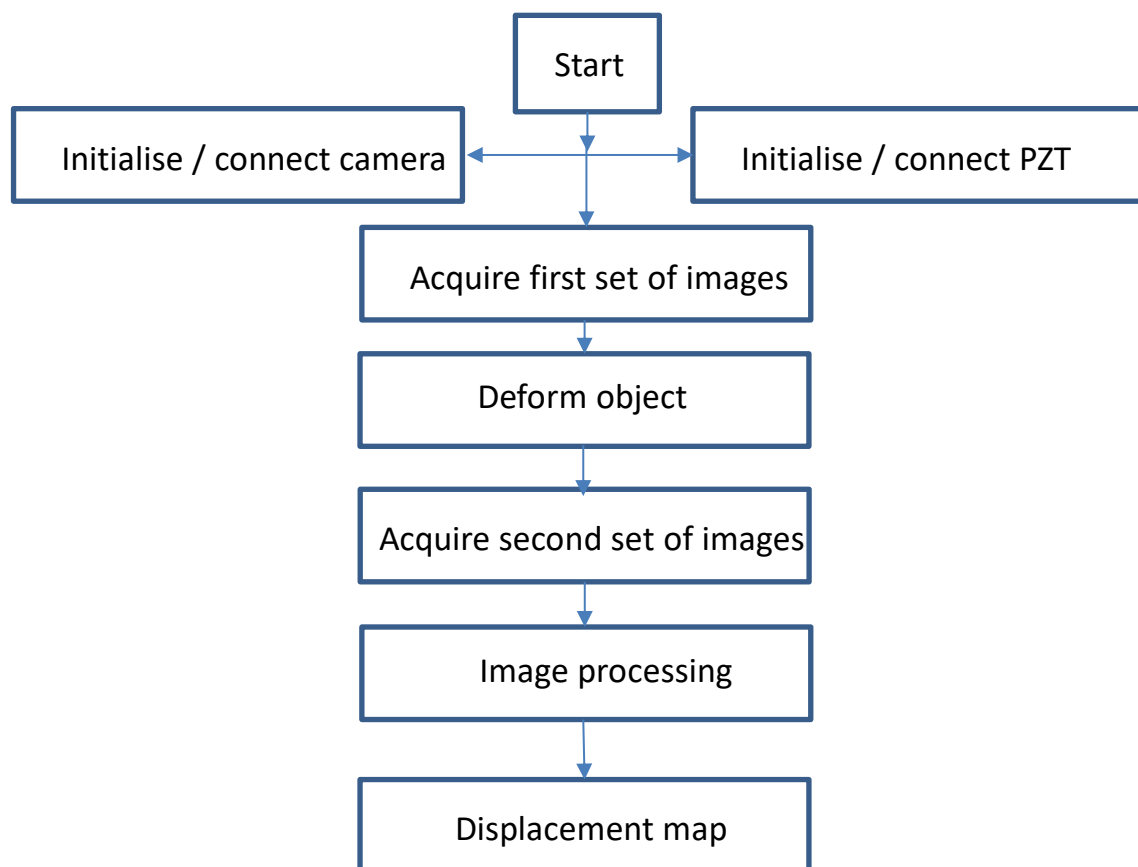 Start
Initialise / connect camera
Initialise / connect PZT
Acquire first set of images
Deform object
Acquire second set of images
Image processing
Displacement map